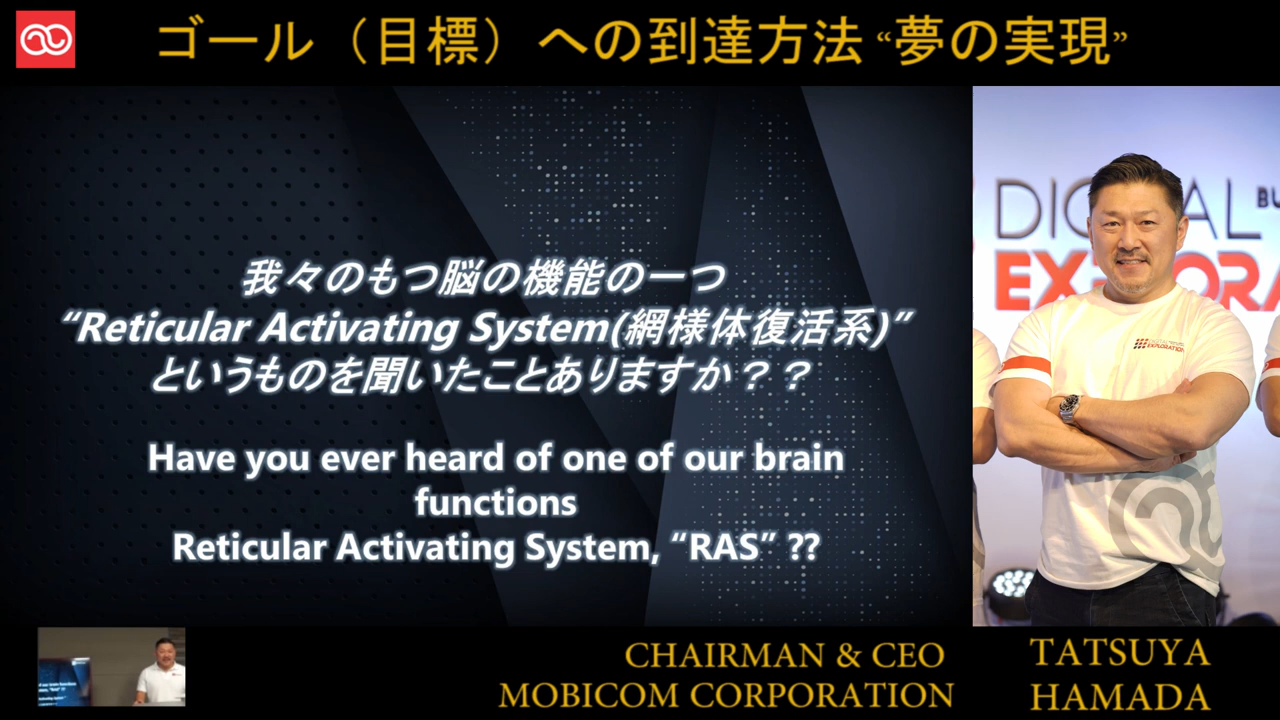 ゴール（目標）への到達方法 “夢の実現”
我々のもつ脳の機能の一つ
“Reticular Activating System(網様体復活系)”
というものを聞いたことありますか？？
Have you ever heard of one of our brain
functions
Reticular Activating System, “RAS” ??
DIGITAL BU
EXPLORA
EXPLORATION
CHAIRMAN & CEO
MOBICOM CORPORATION
TATSUYA
HAMADA